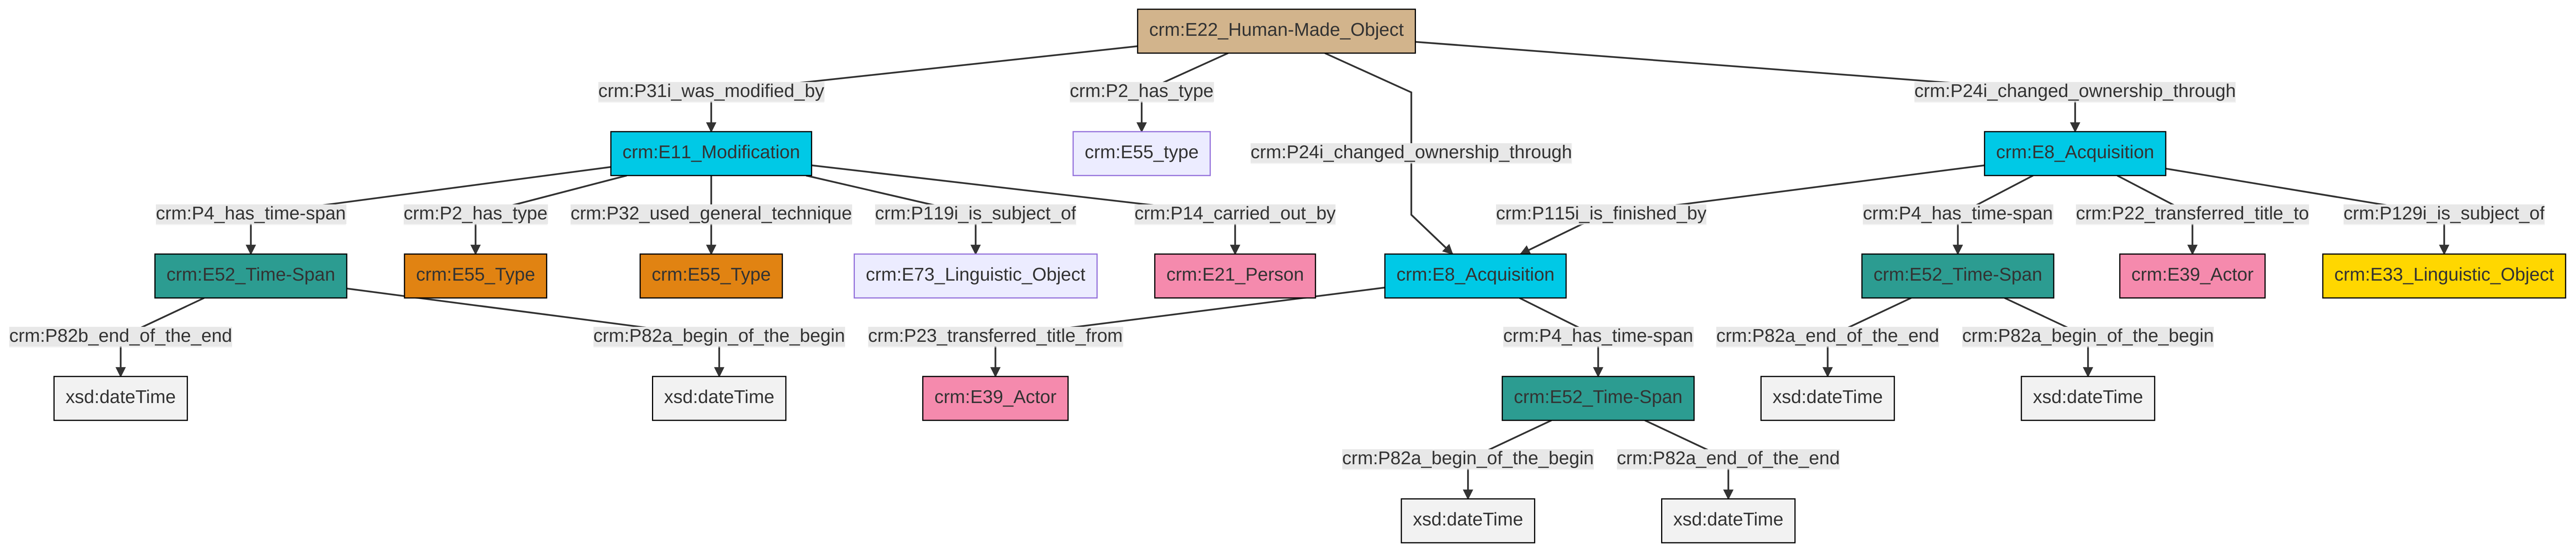 crm:E22_Human-Made_Object
crm:P31i_was_modified_by
crm:P2_has_type
crm:P24i_changed_ownership_through
crm:E11_Modification
crm:E55_type
crm:P24i_changed_ownership_through
crm:E8_Acquisition
crm:P4_has_time-span
crm:P2_has_type
crm:P32_used_general_technique
crm:P119i_is_subject_of
crm:P14_carried_out_by
crm:P115i_is_finished_by
crm:P4_has_time-span
crm:P22_transferred_title_to
crm:P129i_is_subject_of
crm:E52_Time-Span
crm:E55_Type
crm:E55_Type
crm:E73_Linguistic_Object
crm:E21_Person
crm:E8_Acquisition
crm:E52_Time-Span
crm:E39_Actor
crm:E33_Linguistic_Object
crm:P82b_end_of_the_end
crm:P82a_begin_of_the_begin
crm:P23_transferred_title_from
crm:P4_has_time-span
crm:P82a_end_of_the_end
crm:P82a_begin_of_the_begin
xsd:dateTime
xsd:dateTime
crm:E39_Actor
crm:E52_Time-Span
xsd:dateTime
xsd:dateTime
crm:P82a_begin_of_the_begin
crm:P82a_end_of_the_end
xsd:dateTime
xsd:dateTime